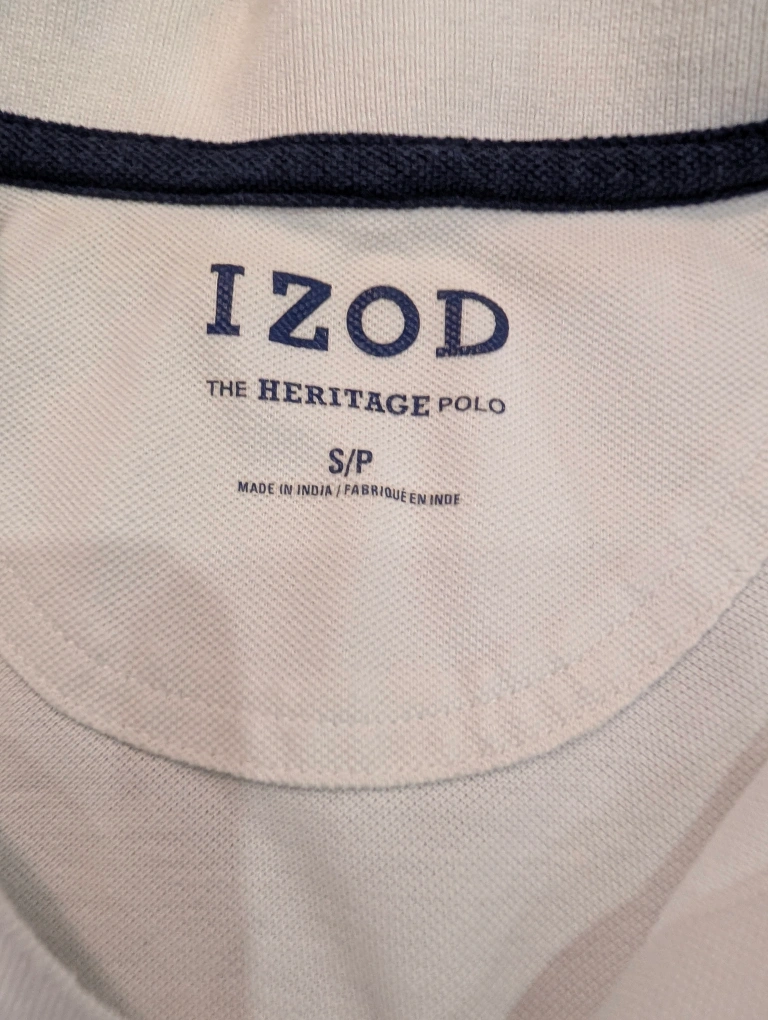 IZOD
THE HERITAGE POLO
S/P
MADE IN INDIA / FABRIQUÉ EN INDE